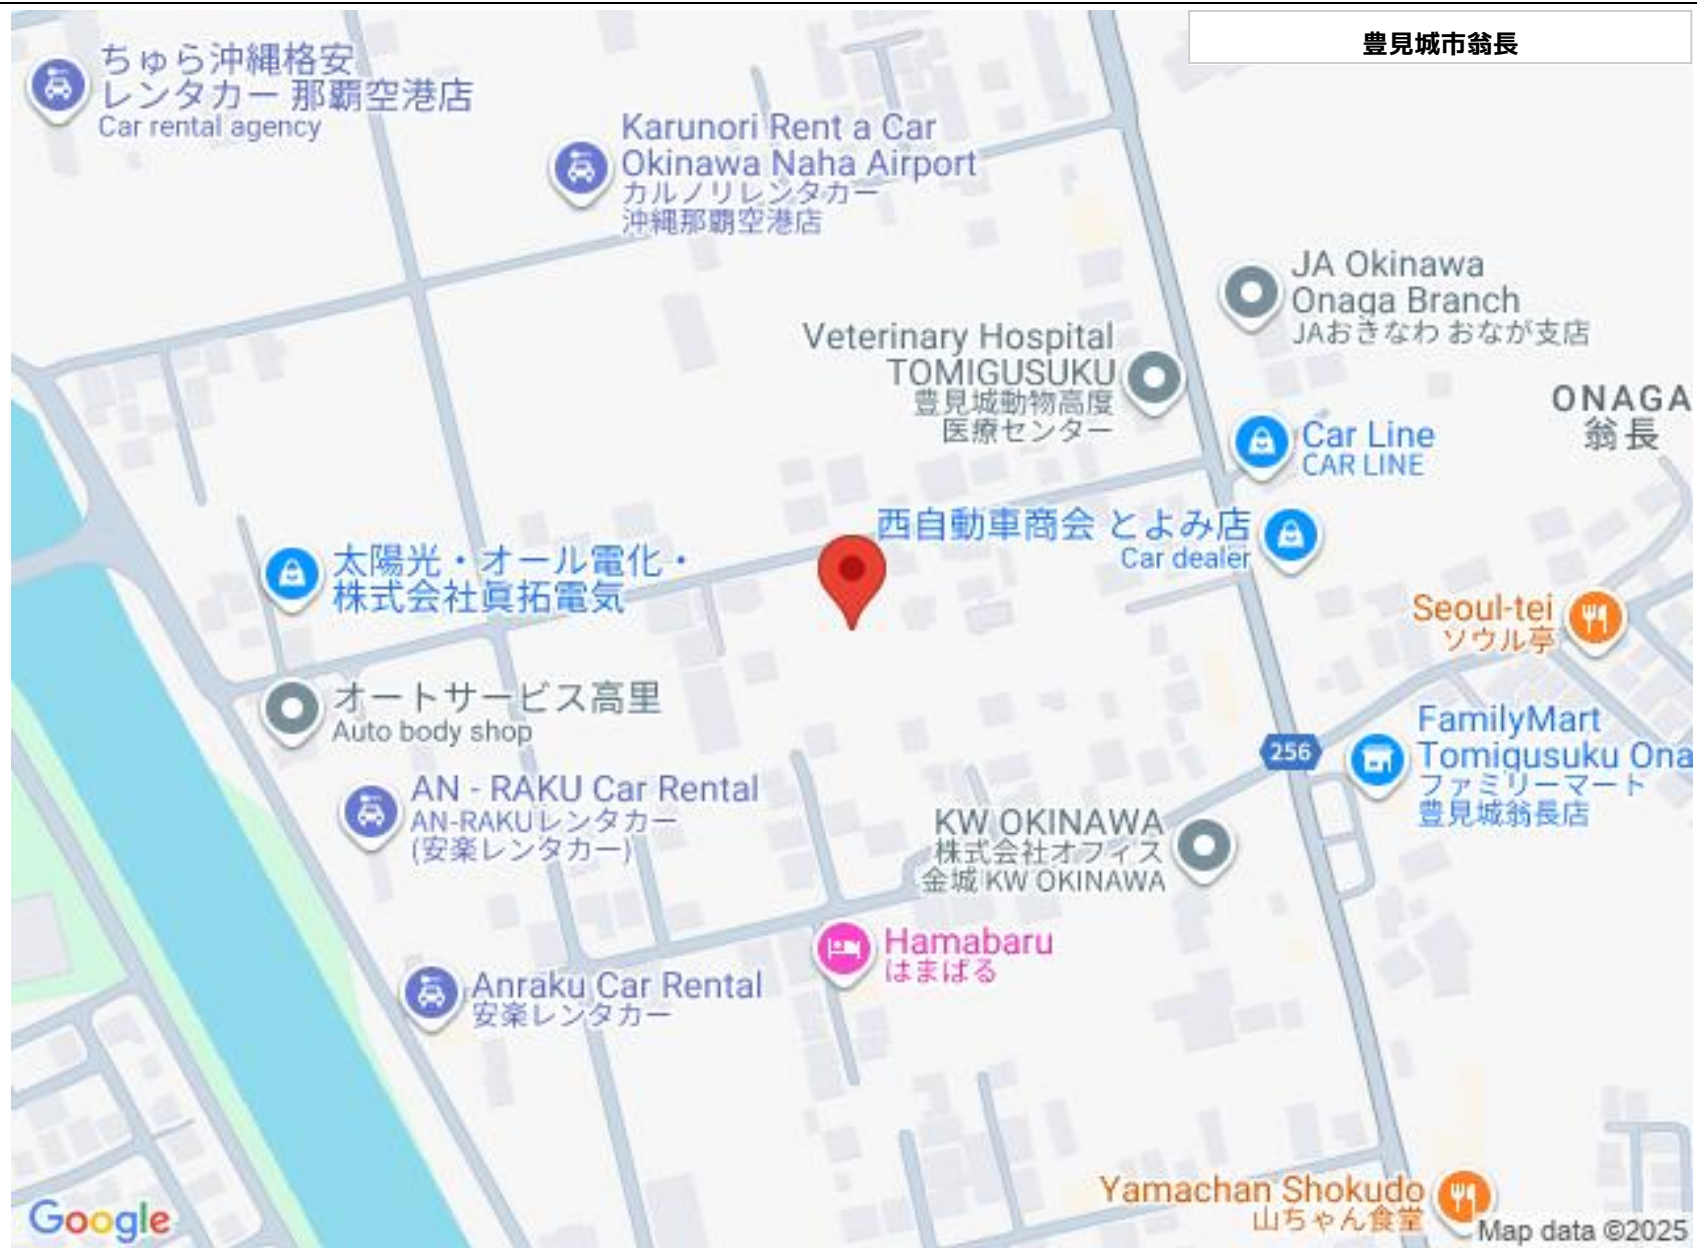 豊見城市翁長
ちゅら沖縄格安
レンタカー 那覇空港店
Car rental agency
Karunori Rent a Car
Okinawa Naha Airport
カルノリレンタカー
沖縄那覇空港店
JA Okinawa
Onaga Branch
JAおきなわ おなが支店
Veterinary Hospital
TOMIGUSUKU
豊見城動物高度
医療センター
ONAGA
翁長
Car Line
CAR LINE
西自動車商会 とよみ店
Car dealer
太陽光・オール電化・
株式会社眞拓電気
Seoul-tei
ソウル亭
オートサービス高里
Auto body shop
FamilyMart
Tomigusuku Ona
ファミリーマート
豊見城翁長店
256
AN - RAKU Car Rental
AN-RAKUレンタカー
(安楽レンタカー)
KW OKINAWA
株式会社オフィス
金城 KW OKINAWA
Hamabaru
はまばる
Anraku Car Rental
安楽レンタカー
Yamachan Shokudo
山ちゃん食堂
Google
Map data ©2025